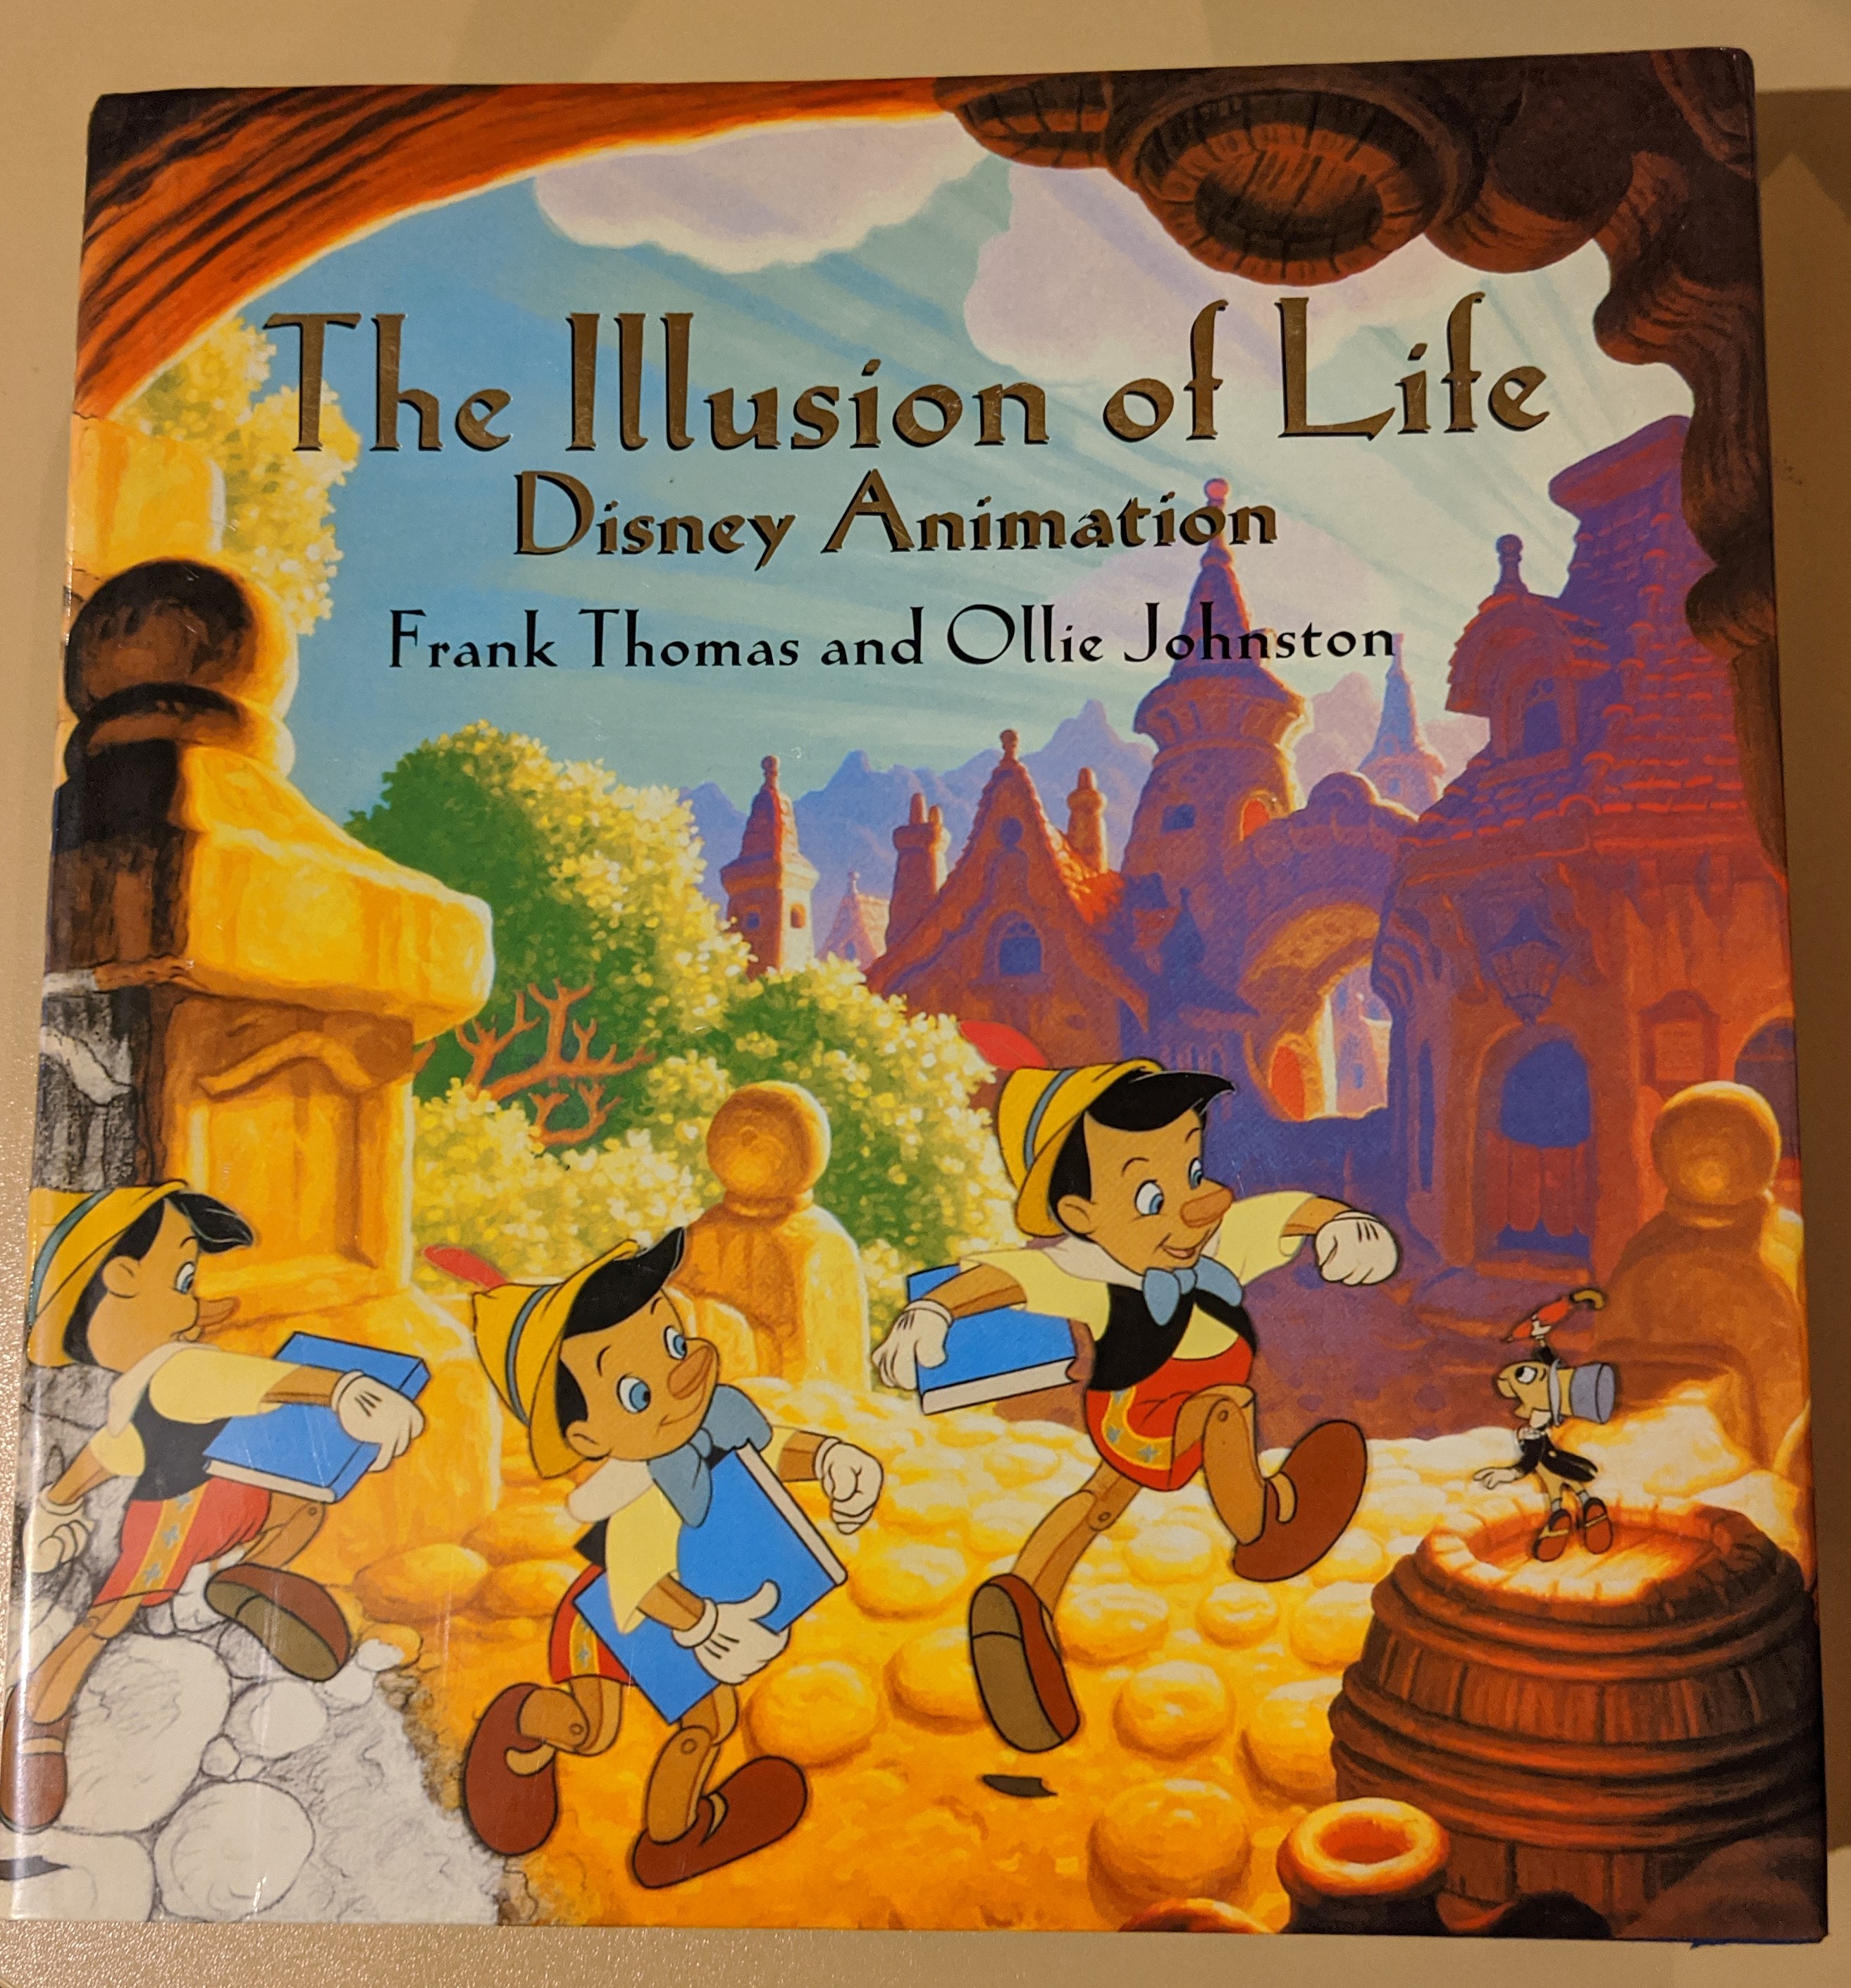 The Illusion of Life
Disney Animation
Frank Thomas and Ollie Johnston